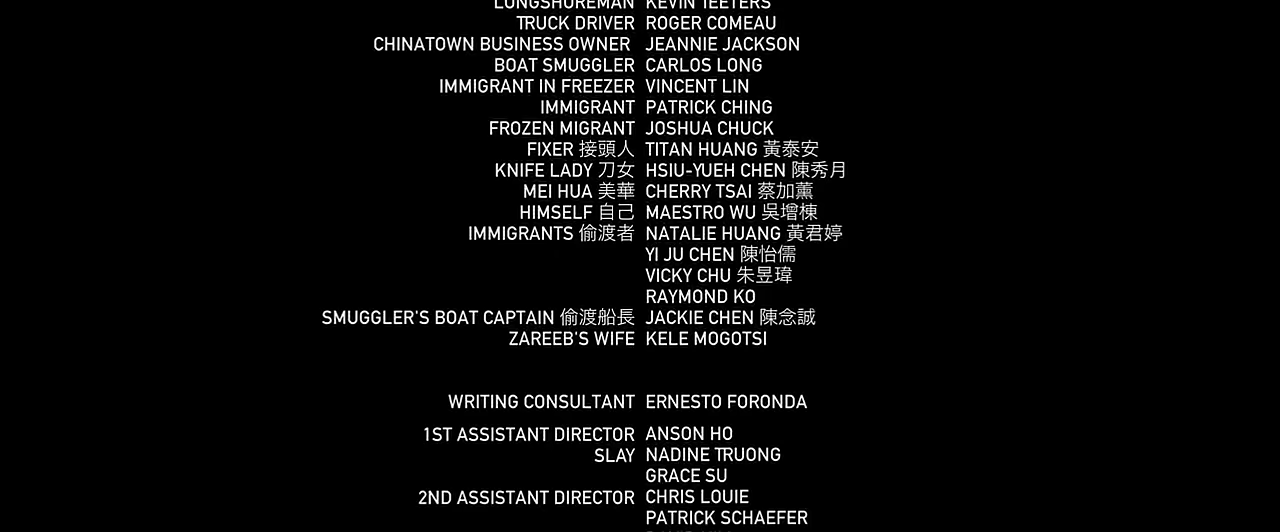 LONGSHOREMAN KEVIN TEETERS
TRUCK DRIVER ROGER COMEAU
CHINATOWN BUSINESS OWNER JEANNIE JACKSON
BOAT SMUGGLER CARLOS LONG
IMMIGRANT IN FREEZER VINCENT LIN
IMMIGRANT PATRICK CHING
FROZEN MIGRANT JOSHUA CHUCK
FIXER 接頭人 TITAN HUANG 黃泰安
KNIFE LADY 刀女 HSIU-YUEH CHEN 陳秀月
MEI HUA 美華 CHERRY TSAI 蔡加薰
HIMSELF 自己 MAESTRO WU 吳增棟
IMMIGRANTS 偷渡者 NATALIE HUANG 黃君婷
YI JU CHEN 陳怡儒
VICKY CHU 朱昱瑋
RAYMOND KO
SMUGGLER'S BOAT CAPTAIN 偷渡船長 JACKIE CHEN 陳念誠
ZAREEB'S WIFE KELE MOGOTSI
WRITING CONSULTANT ERNESTO FORONDA
1ST ASSISTANT DIRECTOR ANSON HO
SLAY NADINE TRUONG
GRACE SU
2ND ASSISTANT DIRECTOR CHRIS LOUIE
PATRICK SCHAEFER